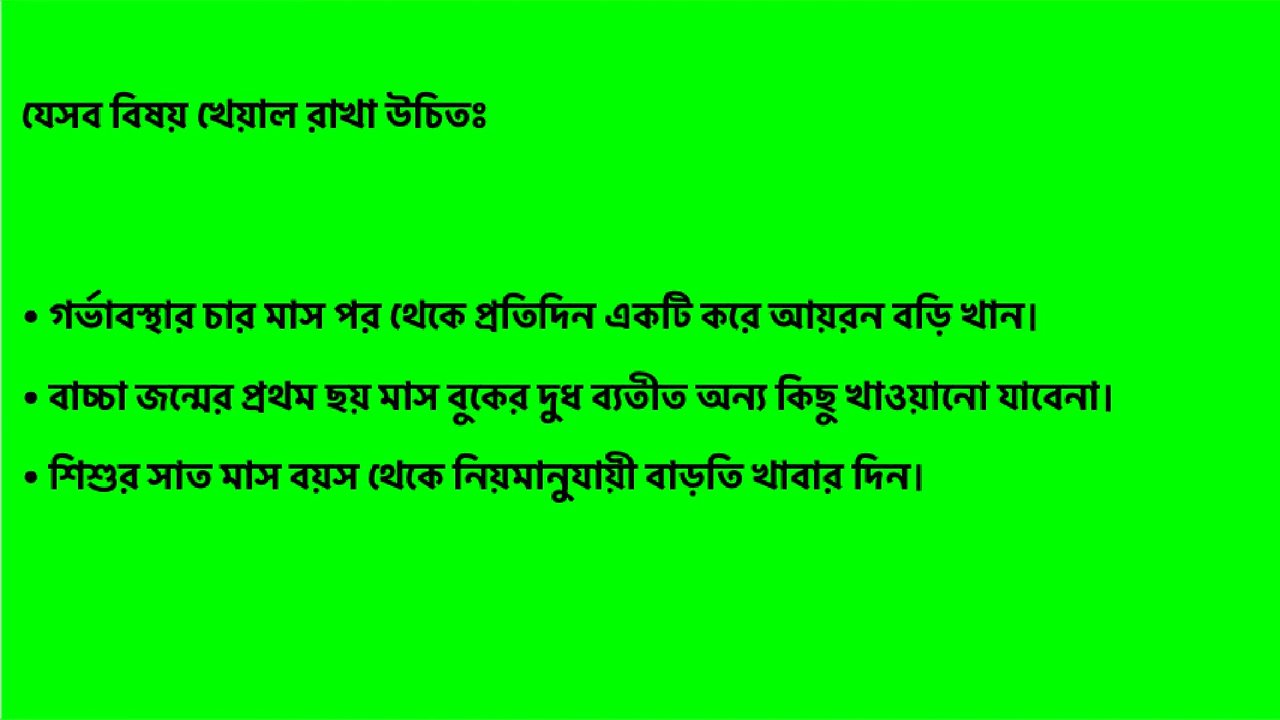 যেসব বিষয় খেয়াল রাখা উচিতঃ
• গর্ভাবস্থার চার মাস পর থেকে প্রতিদিন একটি করে আয়রন বড়ি খান।
• বাচ্চা জন্মের প্রথম ছয় মাস বুকের দুধ ব্যতীত অন্য কিছু খাওয়ানো যাবেনা।
• শিশুর সাত মাস বয়স থেকে নিয়মানুযায়ী বাড়তি খাবার দিন।